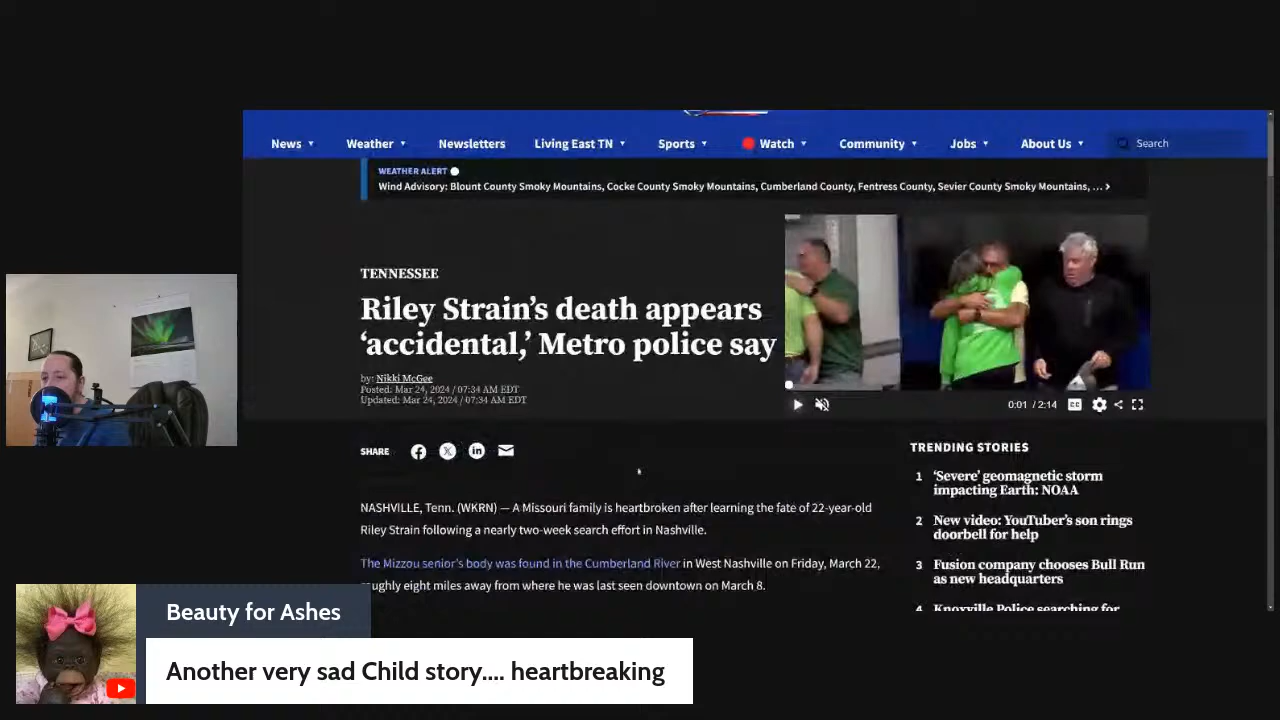 News
Weather
Newsletters
Living East TN
Sports
Watch
Community
Jobs
About Us
Search
WEATHER ALERT
Wind Advisory: Blount County Smoky Mountains, Cocke County Smoky Mountains, Cumberland County, Fentress County, Sevier County Smoky Mountains, ... ›
TENNESSEE
Riley Strain's death appears
'accidental,' Metro police say
by: Nikki McGee
Posted: Mar 24, 2024 / 07:34 AM EDT
Updated: Mar 24, 2024 / 07:34 AM EDT
0:01 / 2:14
CC
SHARE
NASHVILLE, Tenn. (WKRN) — A Missouri family is heartbroken after learning the fate of 22-year-old
Riley Strain following a nearly two-week search effort in Nashville.
The Mizzou senior's body was found in the Cumberland River in West Nashville on Friday, March 22,
roughly eight miles away from where he was last seen downtown on March 8.
TRENDING STORIES
1 'Severe' geomagnetic storm
impacting Earth: NOAA
2 New video: YouTuber's son rings
doorbell for help
3 Fusion company chooses Bull Run
as new headquarters
4 Knoxville Police searching for
Beauty for Ashes
Another very sad Child story.... heartbreaking